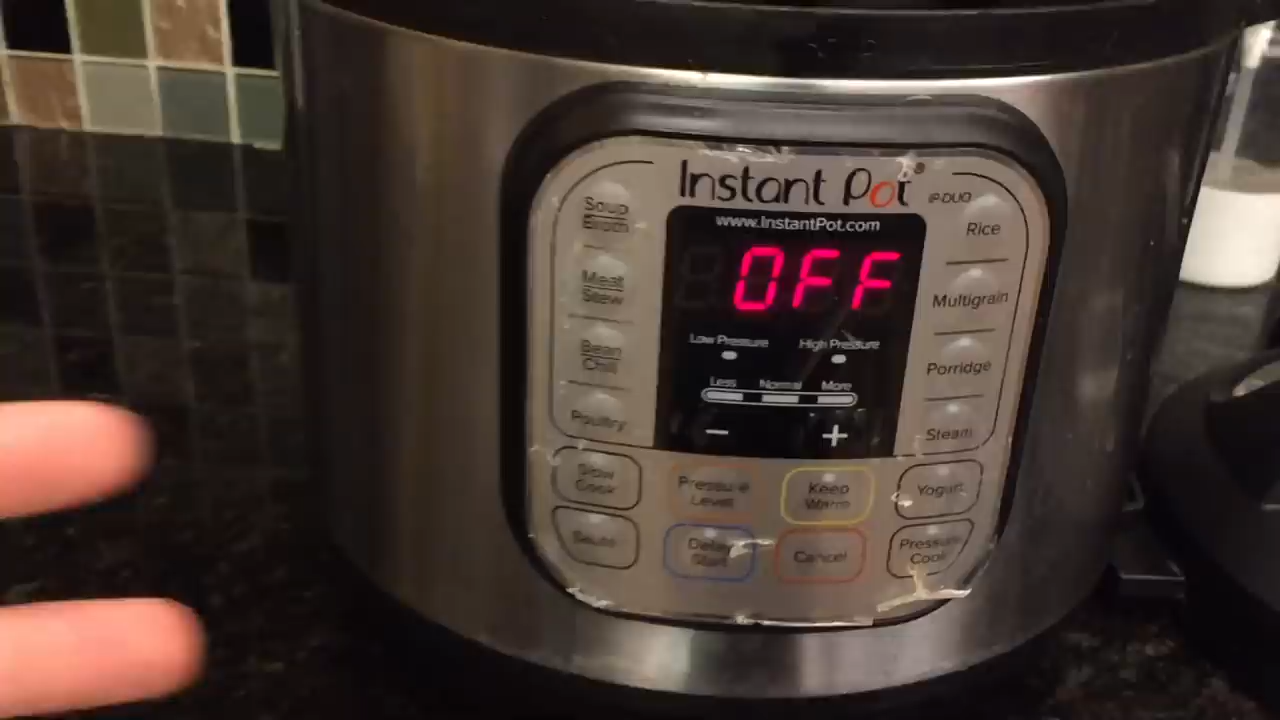 Instant Pot®
IP-DUO
www.InstantPot.com
OFF
Low Pressure
High Pressure
Less
Normal
More
−
+
Soup
Broth
Meat
Stew
Bean
Chili
Poultry
Slow
Cook
Sauté
Rice
Multigrain
Porridge
Steam
Yogurt
Pressure
Cook
Pressure
Level
Keep
Warm
Delay
Start
Cancel